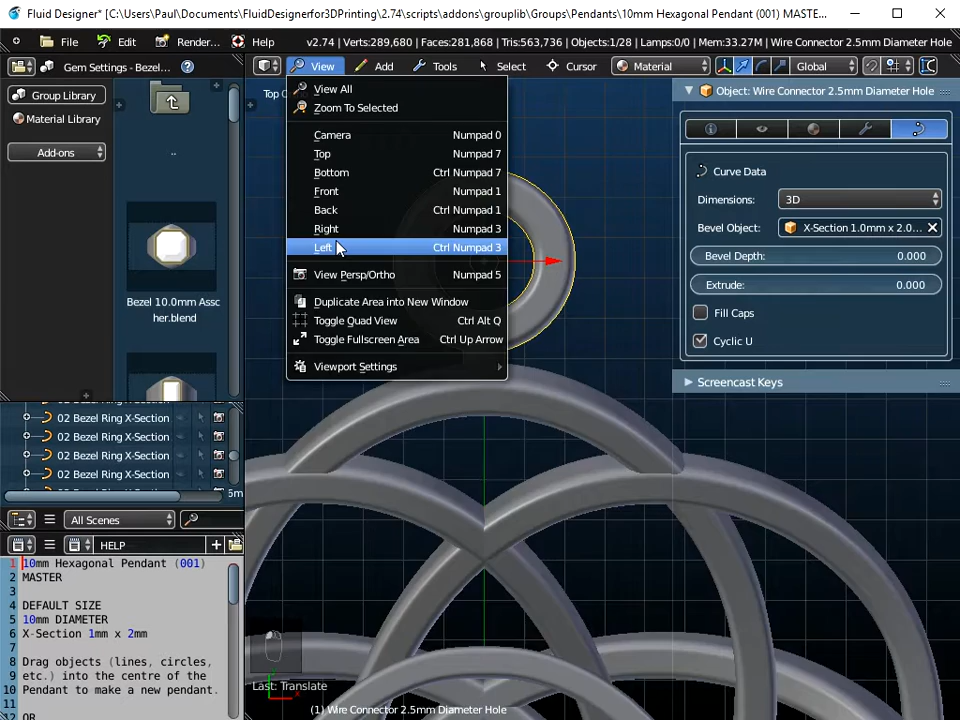 Fluid Designer* [C:\Users\Paul\Documents\FluidDesignerfor3DPrinting\2.74\scripts\addons\grouplib\Groups\Pendants\10mm Hexagonal Pendant (001) MASTE...
File Edit Render... Help v2.74 | Verts:289,680 | Faces:281,868 | Tris:563,736 | Objects:1/28 | Lamps:0/0 | Mem:33.27M | Wire Connector 2.5mm Diameter Hole
Gem Settings - Bezel...
View Add Tools Select Cursor Material Global
Group Library
Material Library
Add-ons
..
Bezel 10.0mm Assc
her.blend
Top O
View All
Zoom To Selected
Camera Numpad 0
Top Numpad 7
Bottom Ctrl Numpad 7
Front Numpad 1
Back Ctrl Numpad 1
Right Numpad 3
Left Ctrl Numpad 3
View Persp/Ortho Numpad 5
Duplicate Area into New Window
Toggle Quad View Ctrl Alt Q
Toggle Fullscreen Area Ctrl Up Arrow
Viewport Settings
Object: Wire Connector 2.5mm Diameter Hole
Curve Data
Dimensions: 3D
Bevel Object: X-Section 1.0mm x 2.0...
Bevel Depth: 0.000
Extrude: 0.000
Fill Caps
Cyclic U
Screencast Keys
02 Bezel Ring X-Section
02 Bezel Ring X-Section
02 Bezel Ring X-Section
02 Bezel Ring X-Section
5m
All Scenes
HELP
1 10mm Hexagonal Pendant (001)
2 MASTER
3
4 DEFAULT SIZE
5 10mm DIAMETER
6 X-Section 1mm x 2mm
7
8 Drag objects (lines, circles,
9 etc.) into the centre of the
10 Pendant to make a new pendant.
11
12 OR
Last: Translate
(1) Wire Connector 2.5mm Diameter Hole